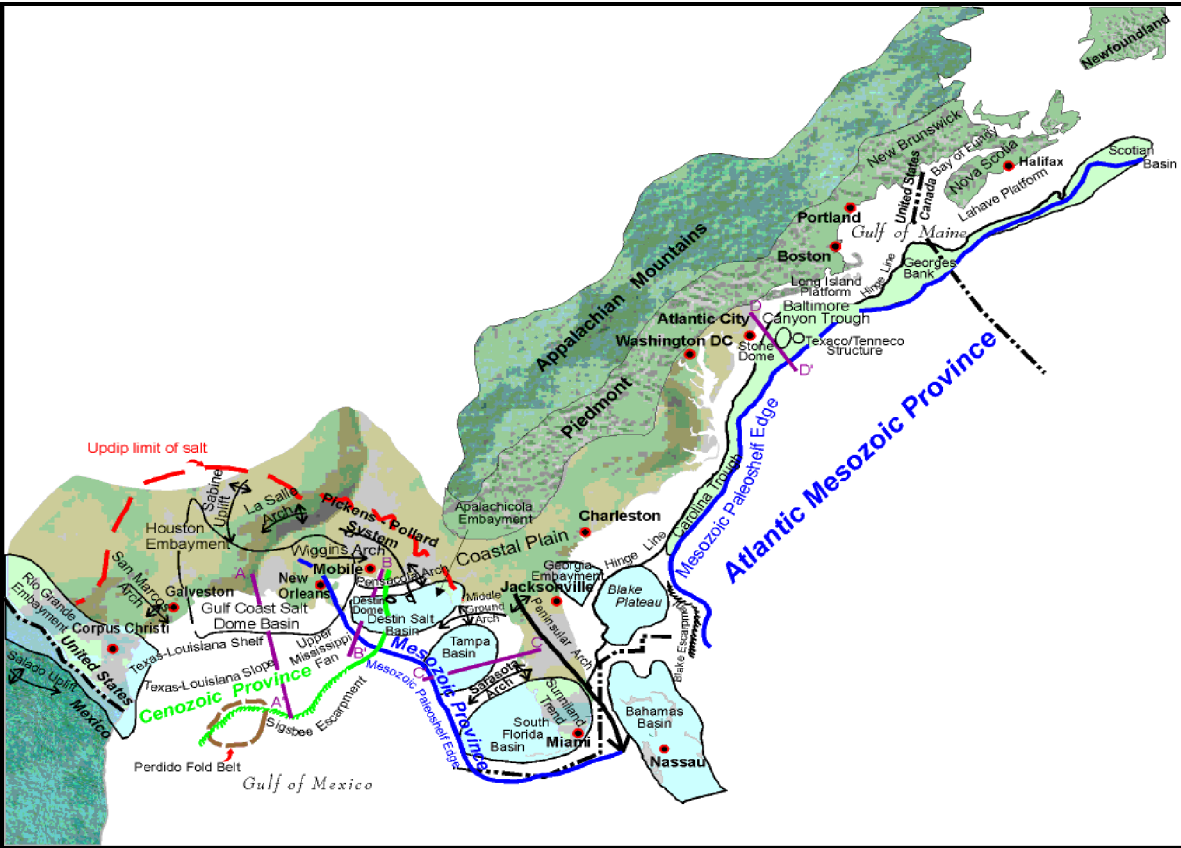 Newfoundland
New Brunswick
Bay of Fundy
Nova Scotia
Halifax
Scotian
Basin
Lahave Platform
United States
Canada
Portland
Gulf of Maine
Boston
Georges
Bank
Hinge Line
Long Island
Platform
Appalachian Mountains
Piedmont
Baltimore
Canyon Trough
D
Atlantic City
Washington DC
Stone
Dome
Texaco/Tenneco
Structure
D'
Atlantic Mesozoic Province
Mesozoic Paleoshelf Edge
Carolina Trough
Updip limit of salt
Sabine
Uplift
La Salle
Arch
Pickens - Pollard
System
Apalachicola
Embayment
Charleston
Coastal Plain
Hinge Line
Houston
Embayment
Wiggins Arch
Mobile
B
Pensacola Arch
Georgia
Embayment
Jacksonville
Blake
Plateau
Blake Escarpment
San Marcos
Arch
A
Galveston
New
Orleans
Destin
Dome
Destin Salt
Basin
Middle
Ground
Arch
Peninsular Arch
Rio Grande
Embayment
Corpus Christi
Gulf Coast Salt
Dome Basin
Texas-Louisiana Shelf
Upper
Mississippi
Fan
B'
Tampa
Basin
C
C'
Mesozoic Province
Mesozoic Paleoshelf Edge
Sarasota
Arch
Sunniland
Trend
United States
Mexico
Salado Uplift
Texas-Louisiana Slope
Cenozoic Province
A'
Sigsbee Escarpment
South
Florida
Basin
Miami
Bahamas
Basin
Nassau
Perdido Fold Belt
Gulf of Mexico